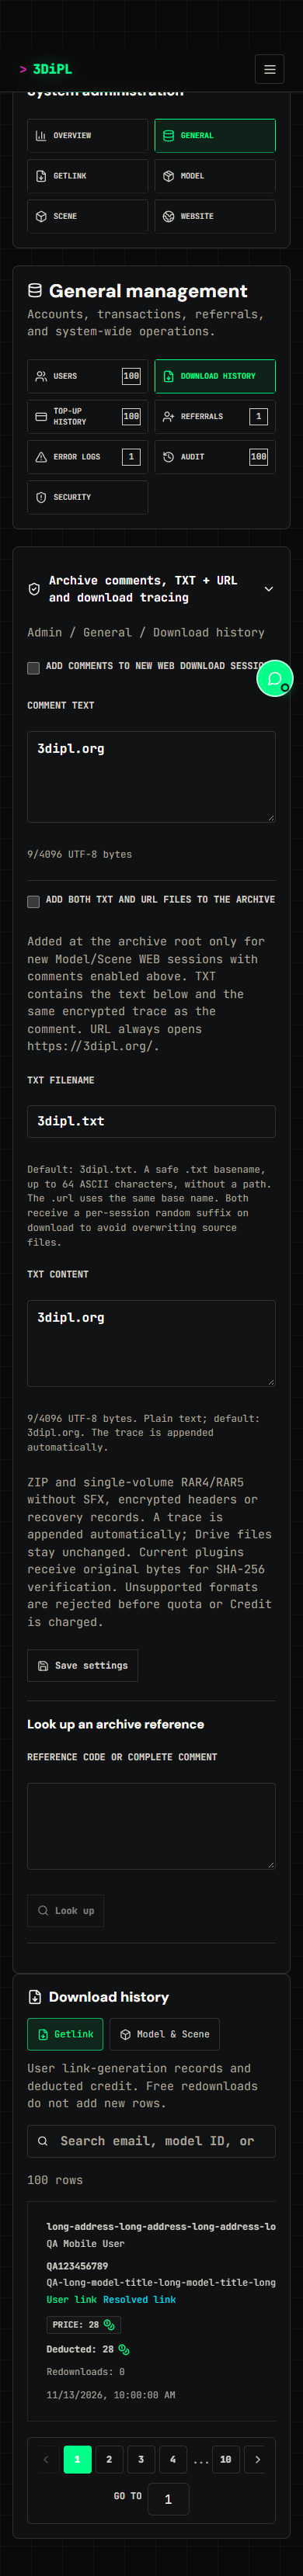 > 3DiPL
System administration
OVERVIEW
GENERAL
GETLINK
MODEL
SCENE
WEBSITE
General management
Accounts, transactions, referrals,
and system-wide operations.
USERS 100
DOWNLOAD HISTORY
TOP-UP
HISTORY 100
REFERRALS 1
ERROR LOGS 1
AUDIT 100
SECURITY
Archive comments, TXT + URL
and download tracing
Admin / General / Download history
ADD COMMENTS TO NEW WEB DOWNLOAD SESSIO
COMMENT TEXT
3dipl.org
9/4096 UTF-8 bytes
ADD BOTH TXT AND URL FILES TO THE ARCHIVE
Added at the archive root only for
new Model/Scene WEB sessions with
comments enabled above. TXT
contains the text below and the
same encrypted trace as the
comment. URL always opens
https://3dipl.org/.
TXT FILENAME
3dipl.txt
Default: 3dipl.txt. A safe .txt basename,
up to 64 ASCII characters, without a path.
The .url uses the same base name. Both
receive a per-session random suffix on
download to avoid overwriting source
files.
TXT CONTENT
3dipl.org
9/4096 UTF-8 bytes. Plain text; default:
3dipl.org. The trace is appended
automatically.
ZIP and single-volume RAR4/RAR5
without SFX, encrypted headers or
recovery records. A trace is
appended automatically; Drive files
stay unchanged. Current plugins
receive original bytes for SHA-256
verification. Unsupported formats
are rejected before quota or Credit
is charged.
Save settings
Look up an archive reference
REFERENCE CODE OR COMPLETE COMMENT
Look up
Download history
Getlink
Model & Scene
User link-generation records and
deducted credit. Free redownloads
do not add new rows.
Search email, model ID, or
100 rows
long-address-long-address-long-address-lo
QA Mobile User
QA123456789
QA-long-model-title-long-model-title-long
User link Resolved link
PRICE: 28
Deducted: 28
Redownloads: 0
11/13/2026, 10:00:00 AM
1 2 3 4 ... 10
GO TO 1